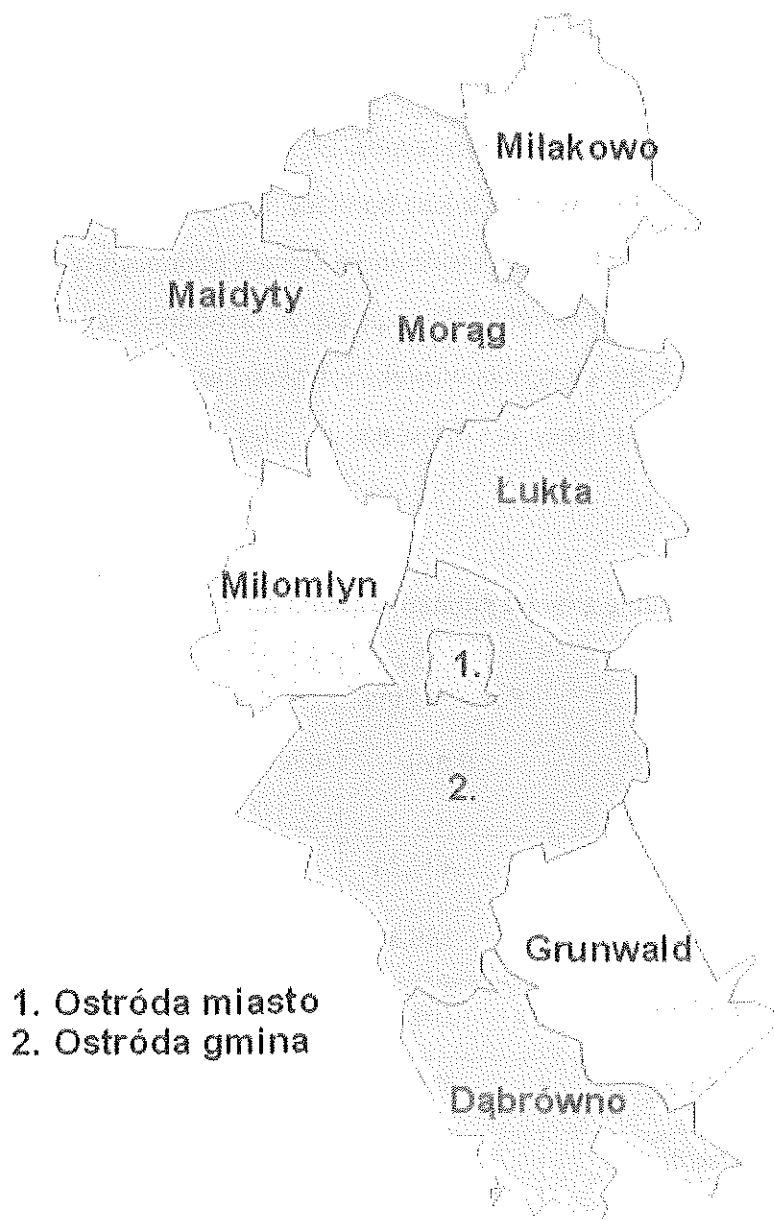 Miłakowo
Małdyty
Morąg
Łukta
Miłomłyn
1.
2.
Grunwald
1. Ostróda miasto
2. Ostróda gmina
Dąbrówno